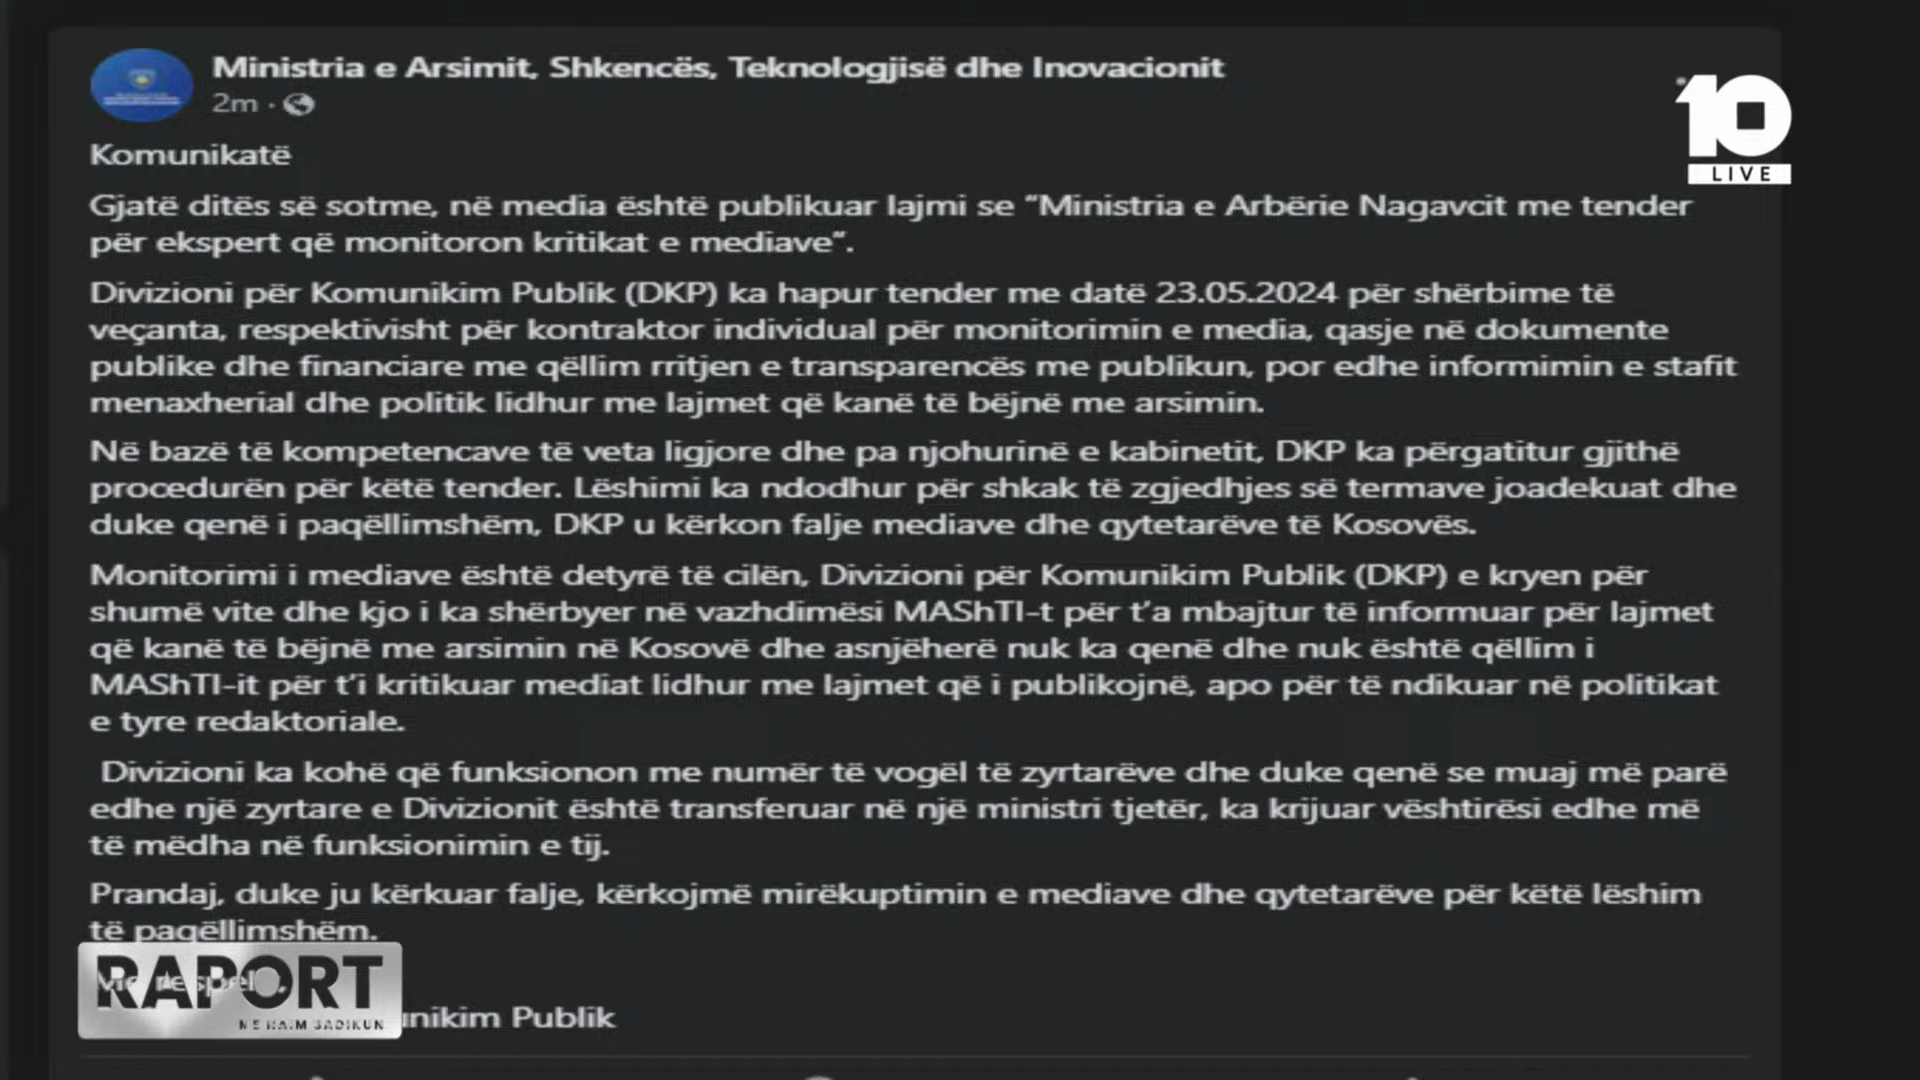 Ministria e Arsimit, Shkencës, Teknologjisë dhe Inovacionit
2m ·
10
LIVE
Komunikatë
Gjatë ditës së sotme, në media është publikuar lajmi se “Ministria e Arbërie Nagavcit me tender
për ekspert që monitoron kritikat e mediave”.
Divizioni për Komunikim Publik (DKP) ka hapur tender me datë 23.05.2024 për shërbime të
veçanta, respektivisht për kontraktor individual për monitorimin e media, qasje në dokumente
publike dhe financiare me qëllim rritjen e transparencës me publikun, por edhe informimin e stafit
menaxherial dhe politik lidhur me lajmet që kanë të bëjnë me arsimin.
Në bazë të kompetencave të veta ligjore dhe pa njohurinë e kabinetit, DKP ka përgatitur gjithë
procedurën për këtë tender. Lëshimi ka ndodhur për shkak të zgjedhjes së termave joadekuat dhe
duke qenë i paqëllimshëm, DKP u kërkon falje mediave dhe qytetarëve të Kosovës.
Monitorimi i mediave është detyrë të cilën, Divizioni për Komunikim Publik (DKP) e kryen për
shumë vite dhe kjo i ka shërbyer në vazhdimësi MAShTI-t për t’a mbajtur të informuar për lajmet
që kanë të bëjnë me arsimin në Kosovë dhe asnjëherë nuk ka qenë dhe nuk është qëllim i
MAShTI-it për t’i kritikuar mediat lidhur me lajmet që i publikojnë, apo për të ndikuar në politikat
e tyre redaktoriale.
Divizioni ka kohë që funksionon me numër të vogël të zyrtarëve dhe duke qenë se muaj më parë
edhe një zyrtare e Divizionit është transferuar në një ministri tjetër, ka krijuar vështirësi edhe më
të mëdha në funksionimin e tij.
Prandaj, duke ju kërkuar falje, kërkojmë mirëkuptimin e mediave dhe qytetarëve për këtë lëshim
të paqëllimshëm.
RAPORT
unikim Publik